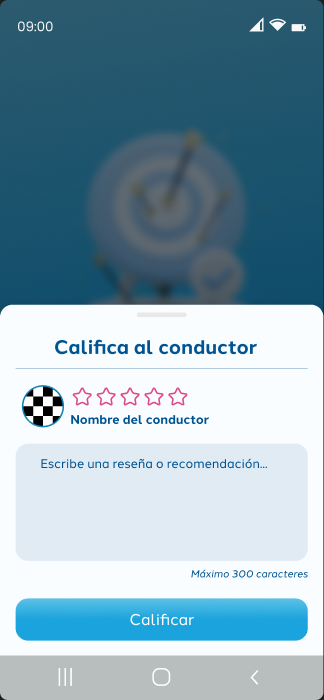 09:00
Califica al conductor
Nombre del conductor
Escribe una reseña o recomendación...
Máximo 300 caracteres
Calificar